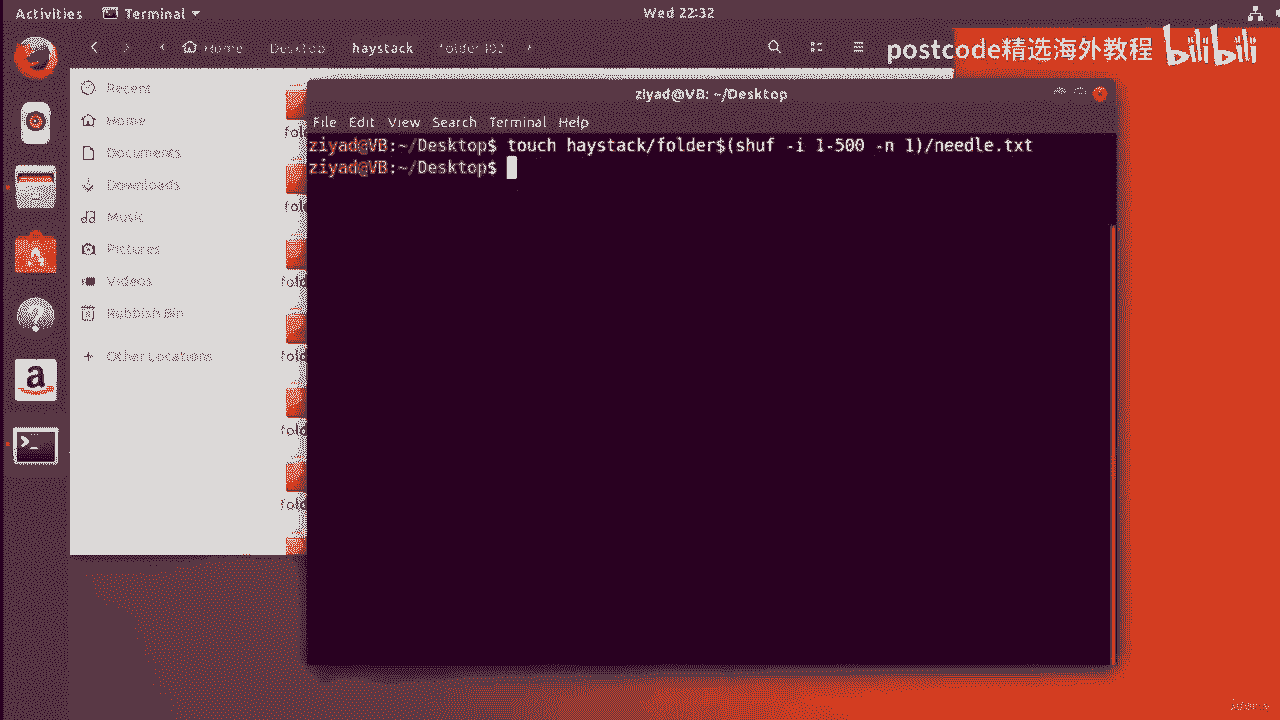 Activities Terminal Wed 22:32
Home Desktop haystack folder102
postcode精选海外教程 bilibili
Recent
Home
Documents
Downloads
Music
Pictures
Videos
Rubbish Bin
Other Locations
ziyad@VB: ~/Desktop
File Edit View Search Terminal Help
ziyad@VB:~/Desktop$ touch haystack/folder$(shuf -i 1-500 -n 1)/needle.txt
ziyad@VB:~/Desktop$